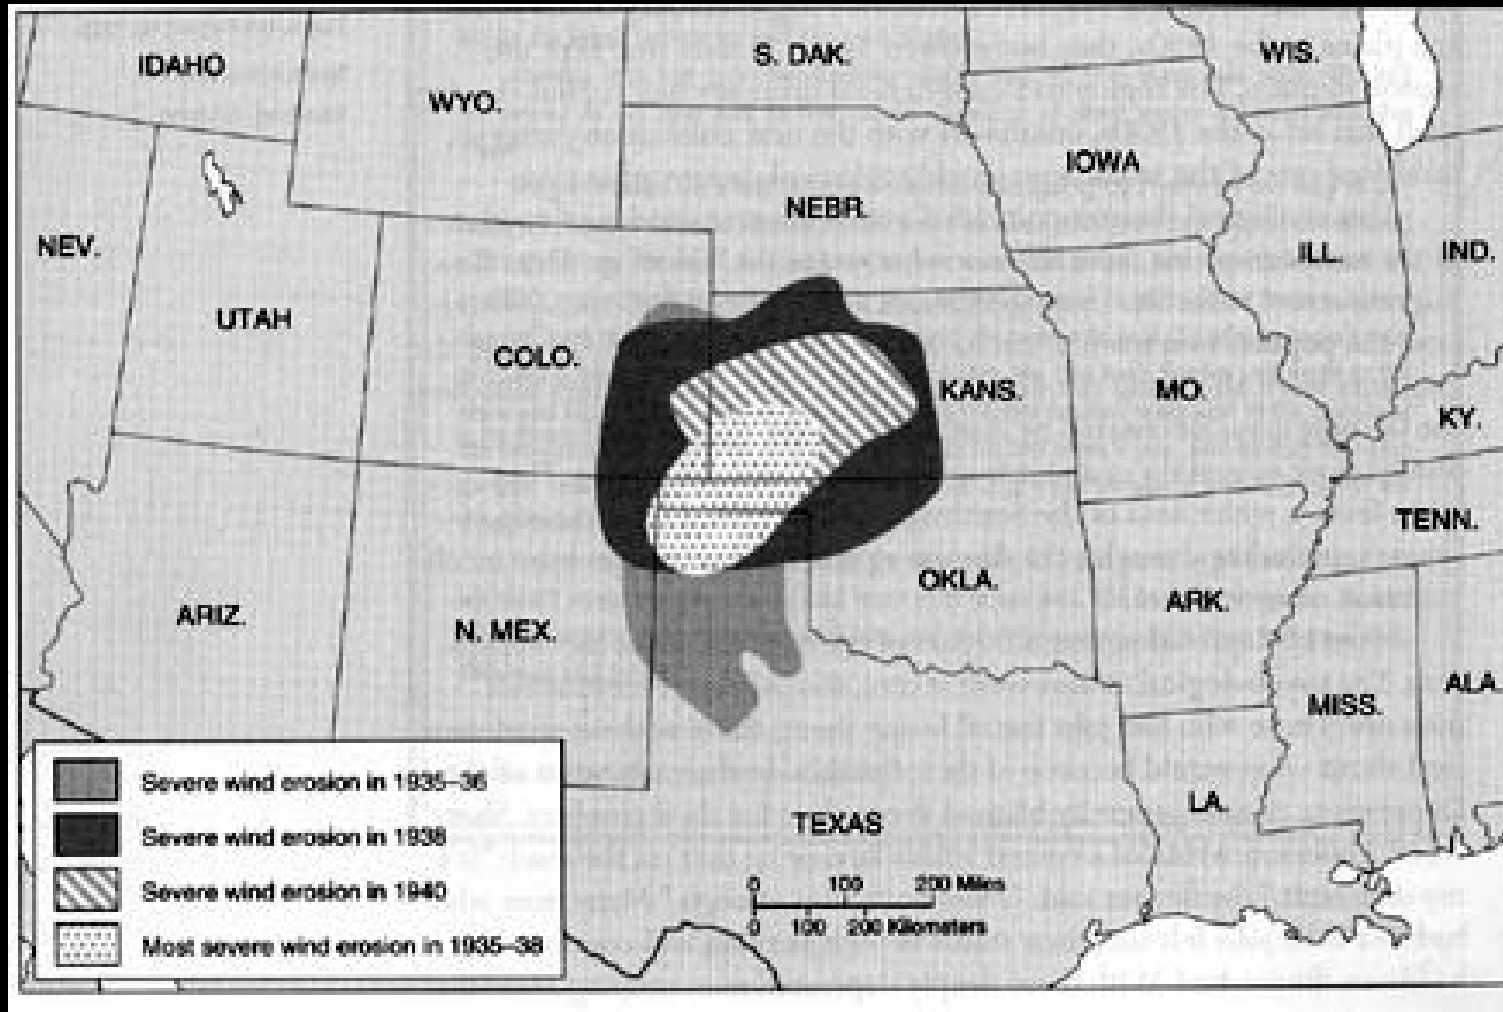 IDAHO
WYO.
S. DAK.
WIS.
IOWA
NEBR.
NEV.
ILL.
IND.
UTAH
COLO.
KANS.
MO.
KY.
TENN.
ARIZ.
N. MEX.
OKLA.
ARK.
MISS.
ALA.
TEXAS
LA.
Severe wind erosion in 1935–36
Severe wind erosion in 1938
Severe wind erosion in 1940
Most severe wind erosion in 1935–38
0 100 200 Miles
0 100 200 Kilometers